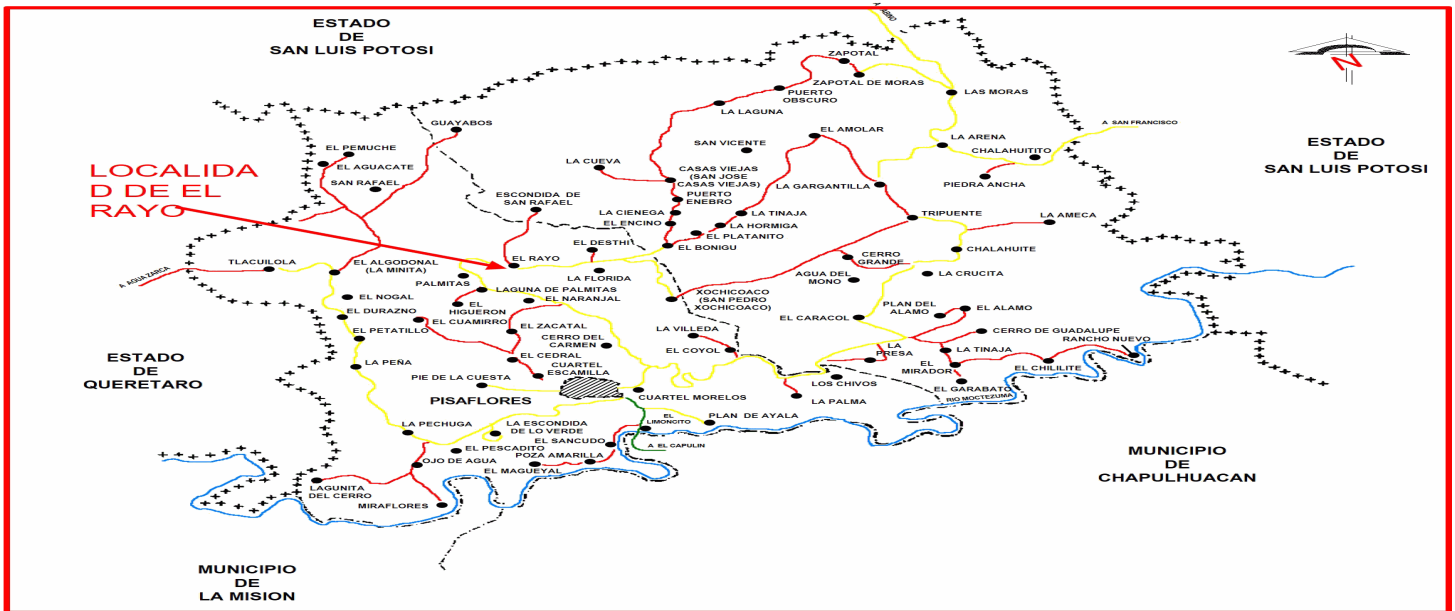 ESTADO
DE
SAN LUIS POTOSI
A ABINO
N
ZAPOTAL
ZAPOTAL DE MORAS
PUERTO
OBSCURO
LAS MORAS
LA LAGUNA
GUAYABOS
A SAN FRANCISCO
EL AMOLAR
LA ARENA
CHALAHUITITO
ESTADO
DE
SAN LUIS POTOSI
EL PEMUCHE
EL AGUACATE
SAN RAFAEL
SAN VICENTE
LA CUEVA
CASAS VIEJAS
(SAN JOSE
CASAS VIEJAS)
LOCALIDA
D DE EL
RAYO
LA GARGANTILLA
PIEDRA ANCHA
ESCONDIDA DE
SAN RAFAEL
PUERTO
ENEBRO
LA CIENEGA
EL ENCINO
LA TINAJA
LA HORMIGA
EL PLATANITO
TRIPUENTE
LA AMECA
EL DESTHI
EL BONIGU
CHALAHUITE
TLACUILOLA
A AGUA ZARCA
EL ALGODONAL
(LA MINITA)
EL RAYO
LA FLORIDA
CERRO
GRANDE
AGUA DEL
MONO
LA CRUCITA
PALMITAS
LAGUNA DE PALMITAS
EL NARANJAL
XOCHICOACO
(SAN PEDRO
XOCHICOACO)
EL NOGAL
EL HIGUERON
EL DURAZNO
EL CUAMIRRO
PLAN DEL
ALAMO
EL ALAMO
EL CARACOL
EL PETATILLO
EL ZACATAL
LA VILLEDA
CERRO DE GUADALUPE
CERRO DEL
CARMEN
RANCHO NUEVO
EL COYOL
LA
PRESA
LA TINAJA
ESTADO
DE
QUERETARO
LA PEÑA
EL CEDRAL
CUARTEL
ESCAMILLA
EL
MIRADOR
EL CHILILITE
PIE DE LA CUESTA
LOS CHIVOS
EL GARABATO
PISAFLORES
CUARTEL MORELOS
LA PALMA
RIO MOCTEZUMA
EL
LIMONCITO
PLAN DE AYALA
LA PECHUGA
LA ESCONDIDA
DE LO VERDE
EL SANCUDO
A EL CAPULIN
EL PESCADITO
POZA AMARILLA
OJO DE AGUA
EL MAGUEYAL
MUNICIPIO
DE
CHAPULHUACAN
LAGUNITA
DEL CERRO
MIRAFLORES
MUNICIPIO
DE
LA MISION